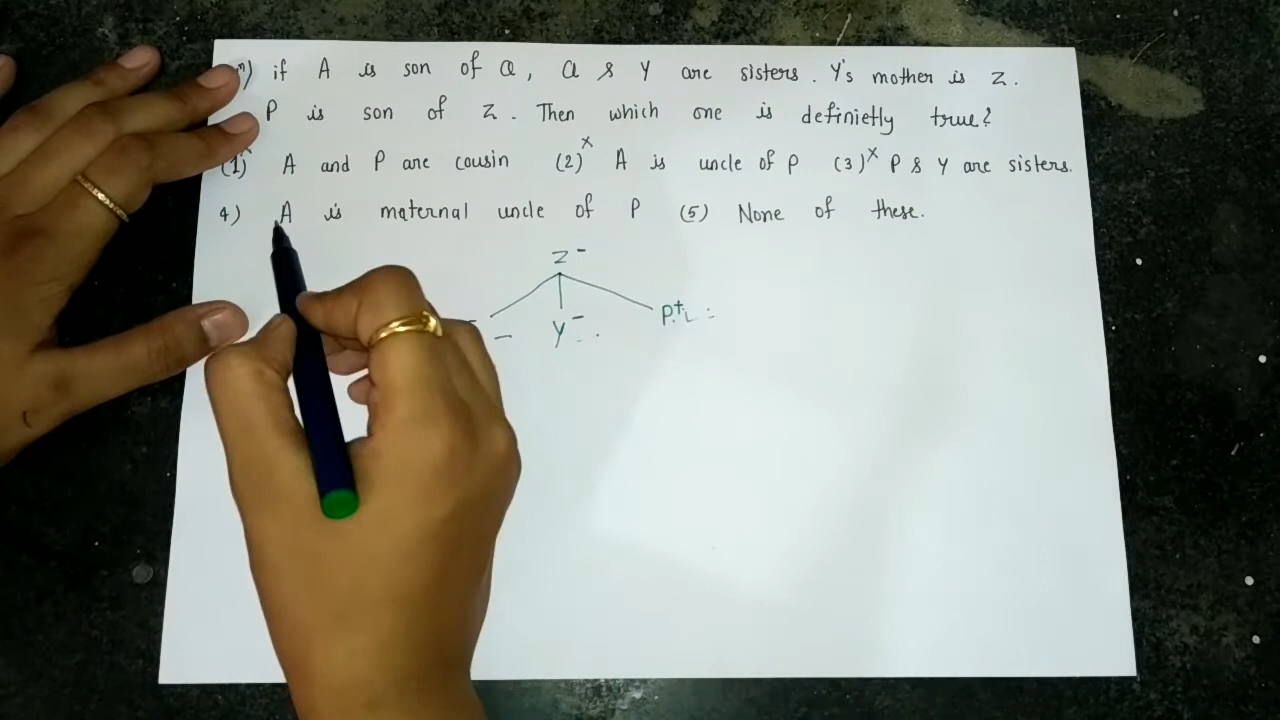 if A is son of Q, Q & Y are sisters. Y's mother is Z.
P is son of Z. Then which one is definietly true?
(1) A and P are cousin (2)× A is uncle of P (3)× P & Y are sisters.
4) A is maternal uncle of P (5) None of these.
Z -
- Y - P +